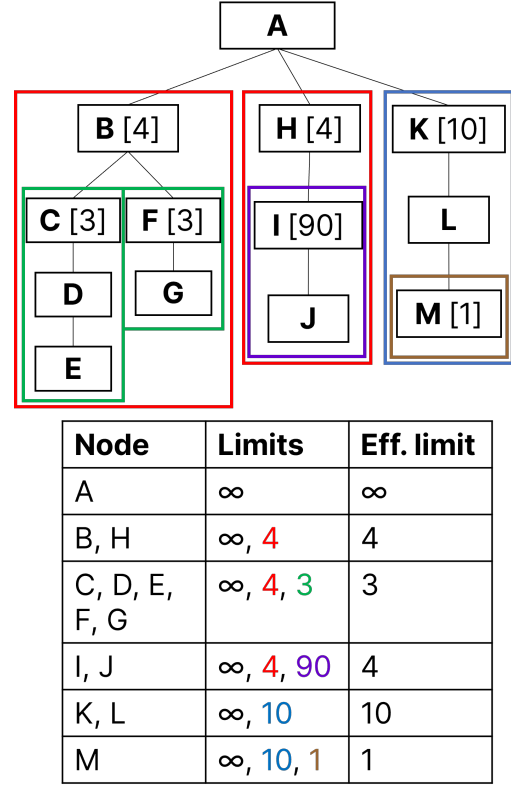 A
B [4]
H [4]
K [10]
C [3]
F [3]
I [90]
L
D
G
J
M [1]
E
Node Limits Eff. limit
A ∞ ∞
B, H ∞, 4 4
C, D, E, ∞, 4, 3 3
F, G
I, J ∞, 4, 90 4
K, L ∞, 10 10
M ∞, 10, 1 1